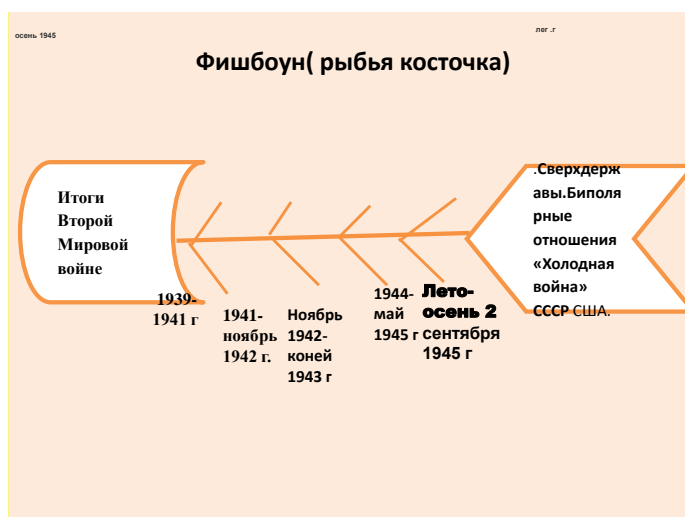 осень 1945
лег .г
Фишбоун( рыбья косточка)
Итоги
Второй
Мировой
войне
.Сверхдерж
авы.Биполя
рные
отношения
«Холодная
война»
СССР США.
1939-
1941 г
1941-
ноябрь
1942 г.
Ноябрь
1942-
коней
1943 г
1944-
май
1945 г
Лето-
осень 2
сентября
1945 г